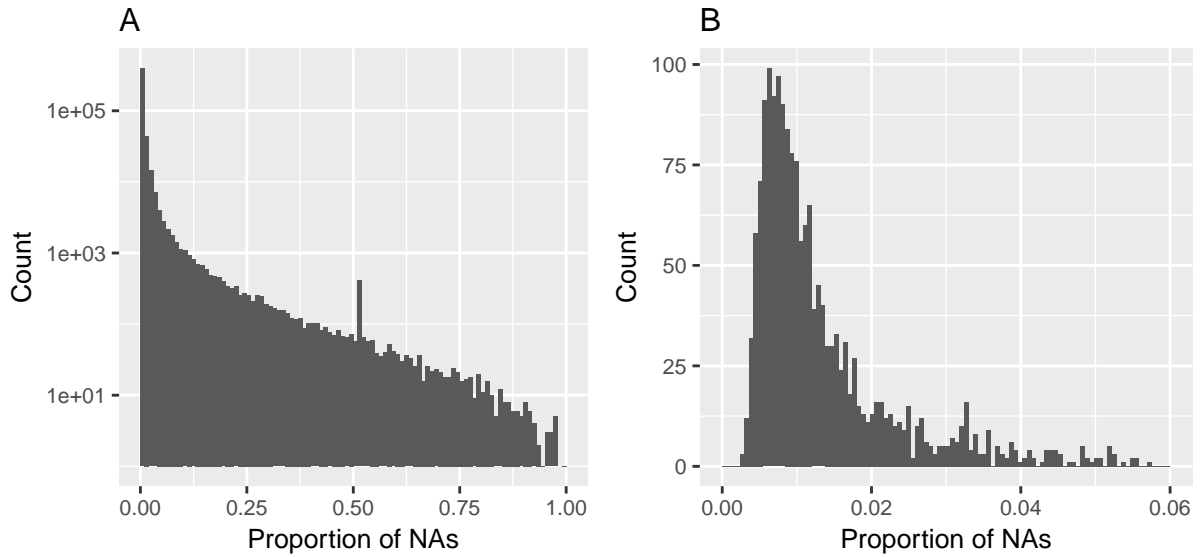 A
Count
1e+05
1e+03
1e+01
0.00 0.25 0.50 0.75 1.00
Proportion of NAs
B
Count
100
75
50
25
0
0.00 0.02 0.04 0.06
Proportion of NAs